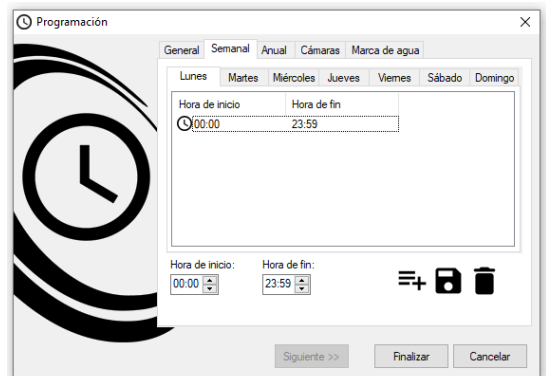 Programación
General Semanal Anual Cámaras Marca de agua
Lunes Martes Miércoles Jueves Viernes Sábado Domingo
Hora de inicio Hora de fin
00:00 23:59
Hora de inicio: Hora de fin:
00:00 23:59
Siguiente >> Finalizar Cancelar